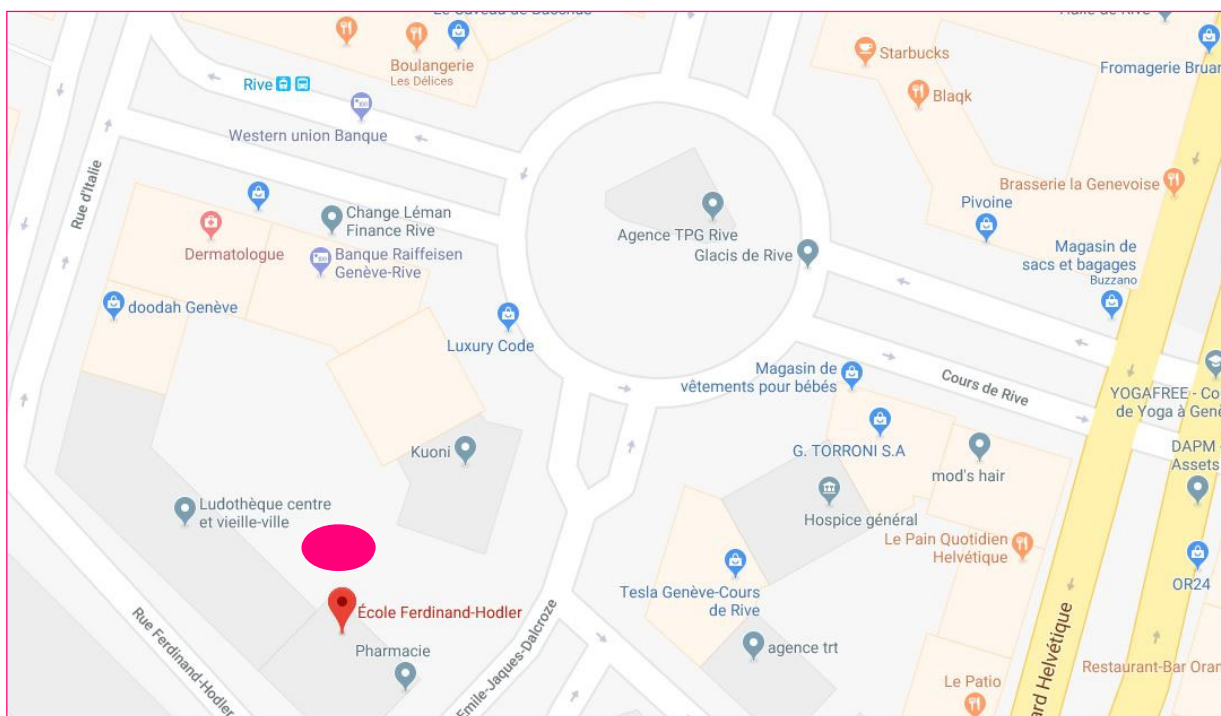 Le Caveau de Bacchus
Halle de Rive
Boulangerie
Les Délices
Starbucks
Fromagerie Bruar
Rive
Blaqk
Western union Banque
Brasserie la Genevoise
Rue d'Italie
Pivoine
Change Léman
Finance Rive
Agence TPG Rive
Dermatologue
Banque Raiffeisen
Genève-Rive
Glacis de Rive
Magasin de
sacs et bagages
Buzzano
doodah Genève
Luxury Code
Magasin de
vêtements pour bébés
Cours de Rive
YOGAFREE - Co
de Yoga à Genè
Kuoni
G. TORRONI S.A
mod's hair
DAPM -
Assets
Ludothèque centre
et vieille-ville
Hospice général
Le Pain Quotidien
Helvétique
Tesla Genève-Cours
de Rive
OR24
École Ferdinand-Hodler
Rue Ferdinand-Hodler
Pharmacie
Emile-Jaques-Dalcroze
agence trt
Le Patio
ard Helvétique
Restaurant-Bar Oran